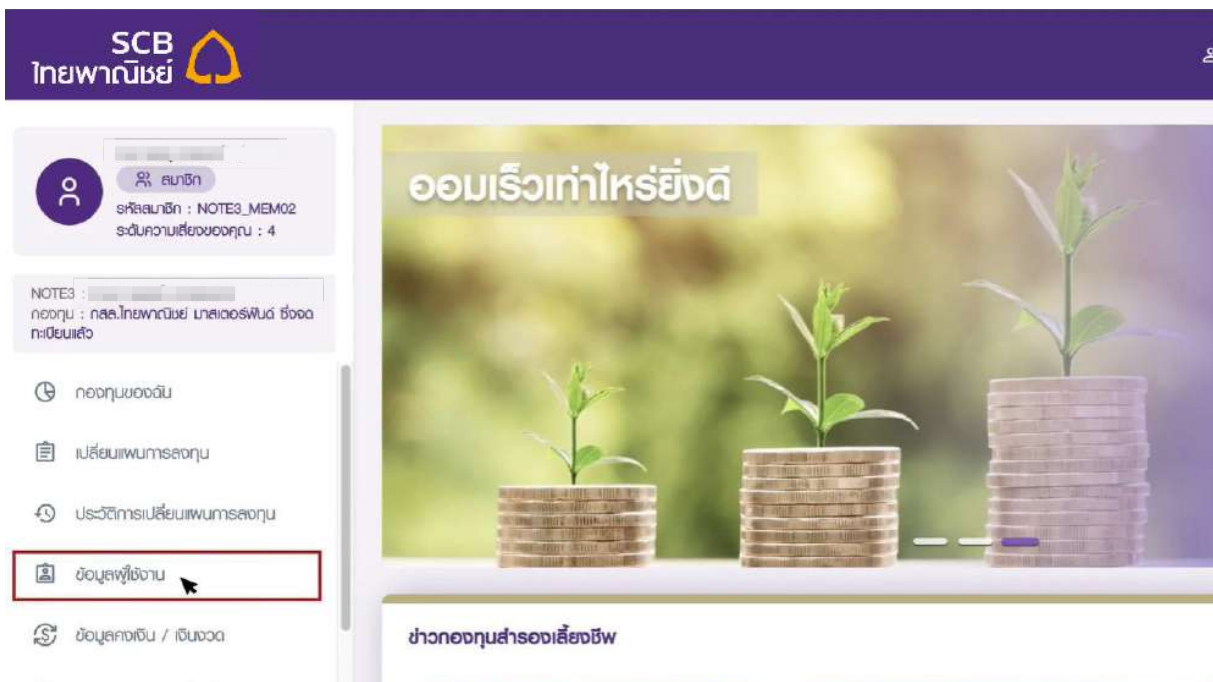 SCB
ไทยพาณิชย์
สมาชิก
รหัสสมาชิก : NOTE3_MEM02
ระดับความเสี่ยงของคุณ : 4
NOTE3 :
กองทุน : กสล.ไทยพาณิชย์ มาสเตอร์ฟันด์ ซึ่งจด
ทะเบียนแล้ว
กองทุนของฉัน
เปลี่ยนแผนการลงทุน
ประวัติการเปลี่ยนแผนการลงทุน
ข้อมูลผู้ใช้งาน
ข้อมูลคงเงิน / เงินงวด
ออมเร็วเท่าไหร่ยิ่งดี
ข่าวกองทุนสำรองเลี้ยงชีพ